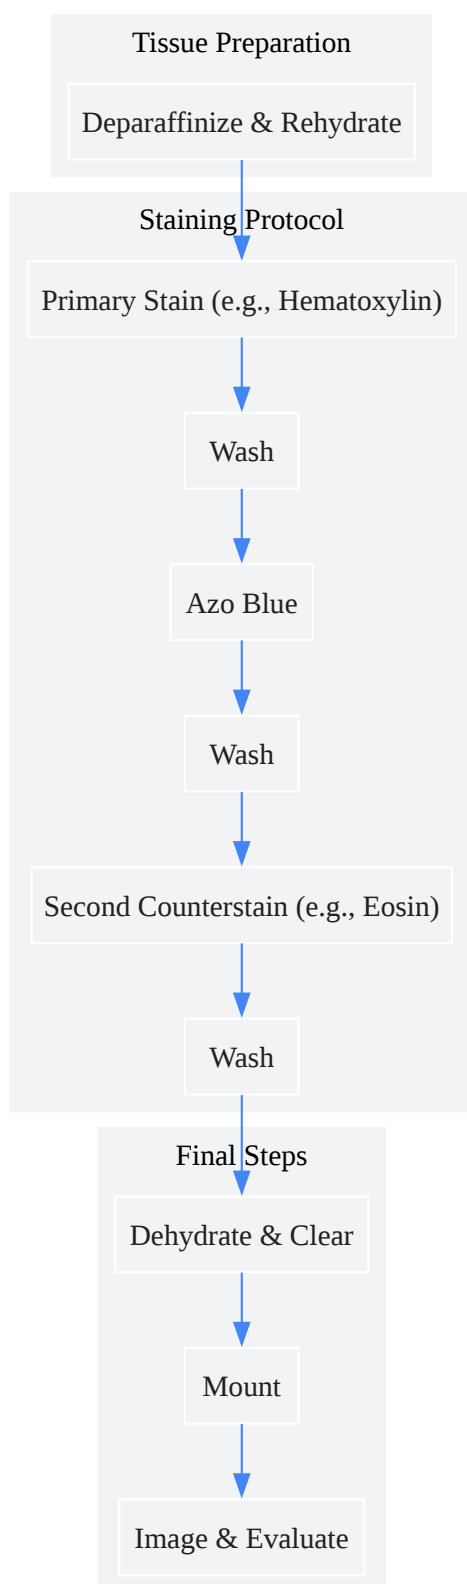 Tissue Preparation
Deparaffinize & Rehydrate
Staining Protocol
Primary Stain (e.g., Hematoxylin)
Wash
Azo Blue
Wash
Second Counterstain (e.g., Eosin)
Wash
Final Steps
Dehydrate & Clear
Mount
Image & Evaluate